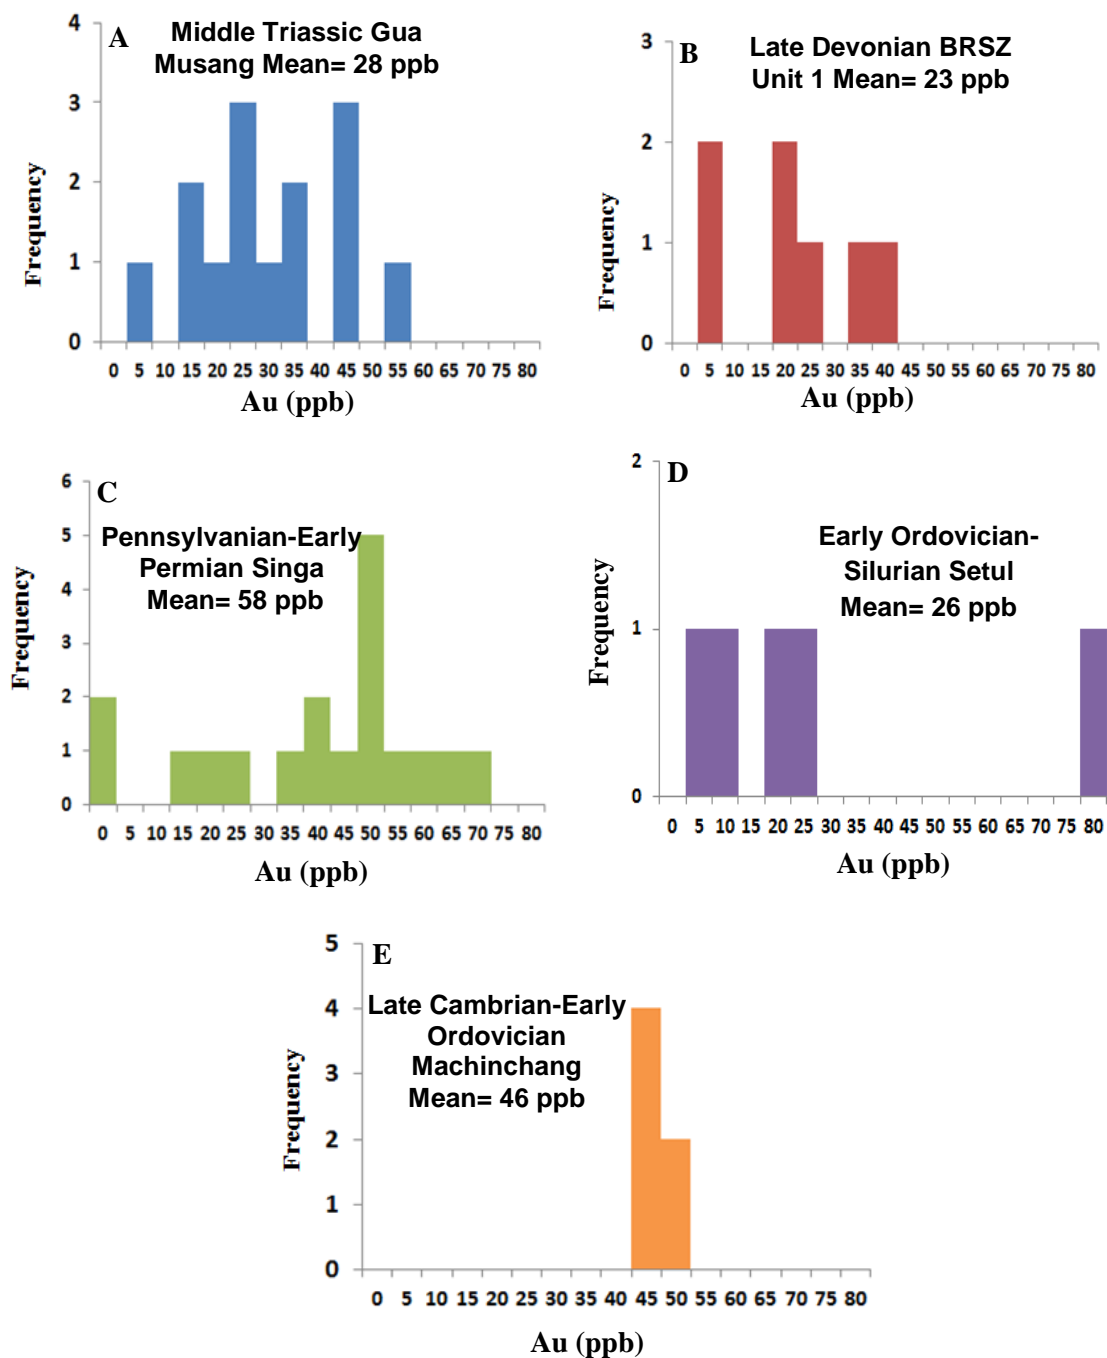 A
Middle Triassic Gua
Musang Mean= 28 ppb
4
3
2
1
0
Frequency
0 5 10 15 20 25 30 35 40 45 50 55 60 65 70 75 80
Au (ppb)
B
Late Devonian BRSZ
Unit 1 Mean= 23 ppb
3
2
1
0
Frequency
0 5 10 15 20 25 30 35 40 45 50 55 60 65 70 75 80
Au (ppb)
C
Pennsylvanian-Early
Permian Singa
Mean= 58 ppb
6
5
4
3
2
1
0
Frequency
0 5 10 15 20 25 30 35 40 45 50 55 60 65 70 75 80
Au (ppb)
D
Early Ordovician-
Silurian Setul
Mean= 26 ppb
2
1
0
Frequency
0 5 10 15 20 25 30 35 40 45 50 55 60 65 70 75 80
Au (ppb)
E
Late Cambrian-Early
Ordovician
Machinchang
Mean= 46 ppb
5
4
3
2
1
0
Frequency
0 5 10 15 20 25 30 35 40 45 50 55 60 65 70 75 80
Au (ppb)